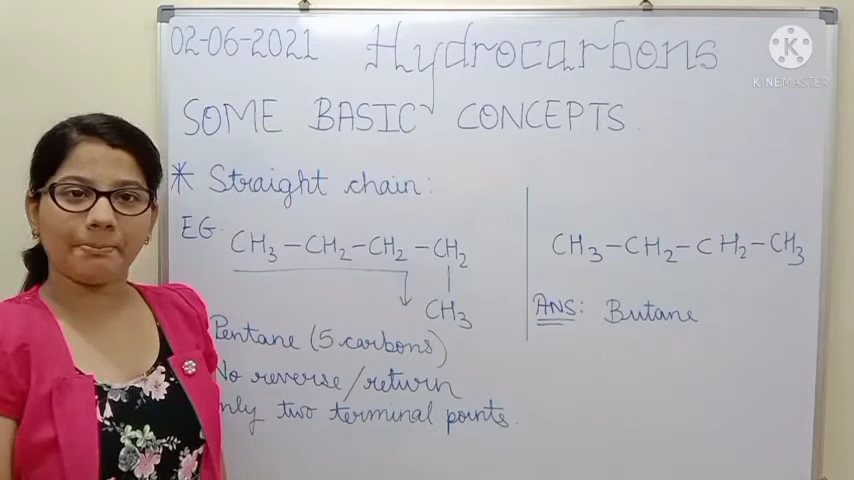 02-06-2021 Hydrocarbons
K
KINEMASTER
SOME BASIC CONCEPTS
* Straight chain:
EG. CH3-CH2-CH2-CH2
|
CH3
Pentane (5 carbons)
No reverse/return
only two terminal points.
CH3-CH2-CH2-CH3
ANS: Butane